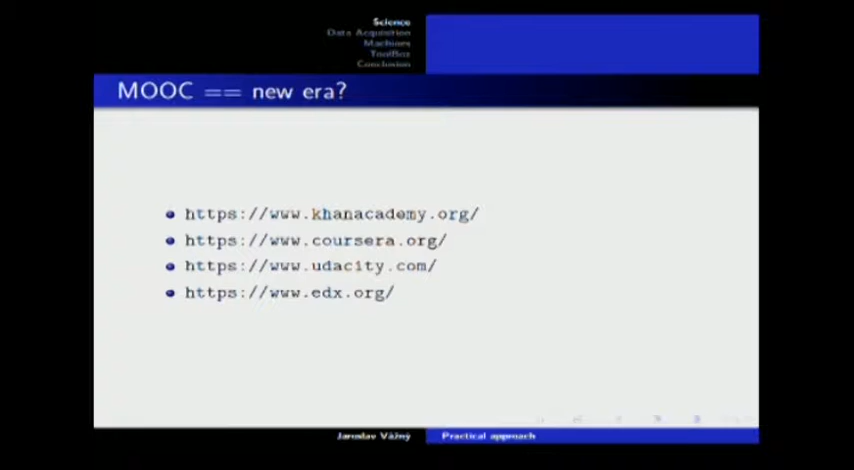 Science
Data Acquisition
Machines
ToolBox
Conclusion
MOOC == new era?
https://www.khanacademy.org/
https://www.coursera.org/
https://www.udacity.com/
https://www.edx.org/
Jaroslav Vážný
Practical approach